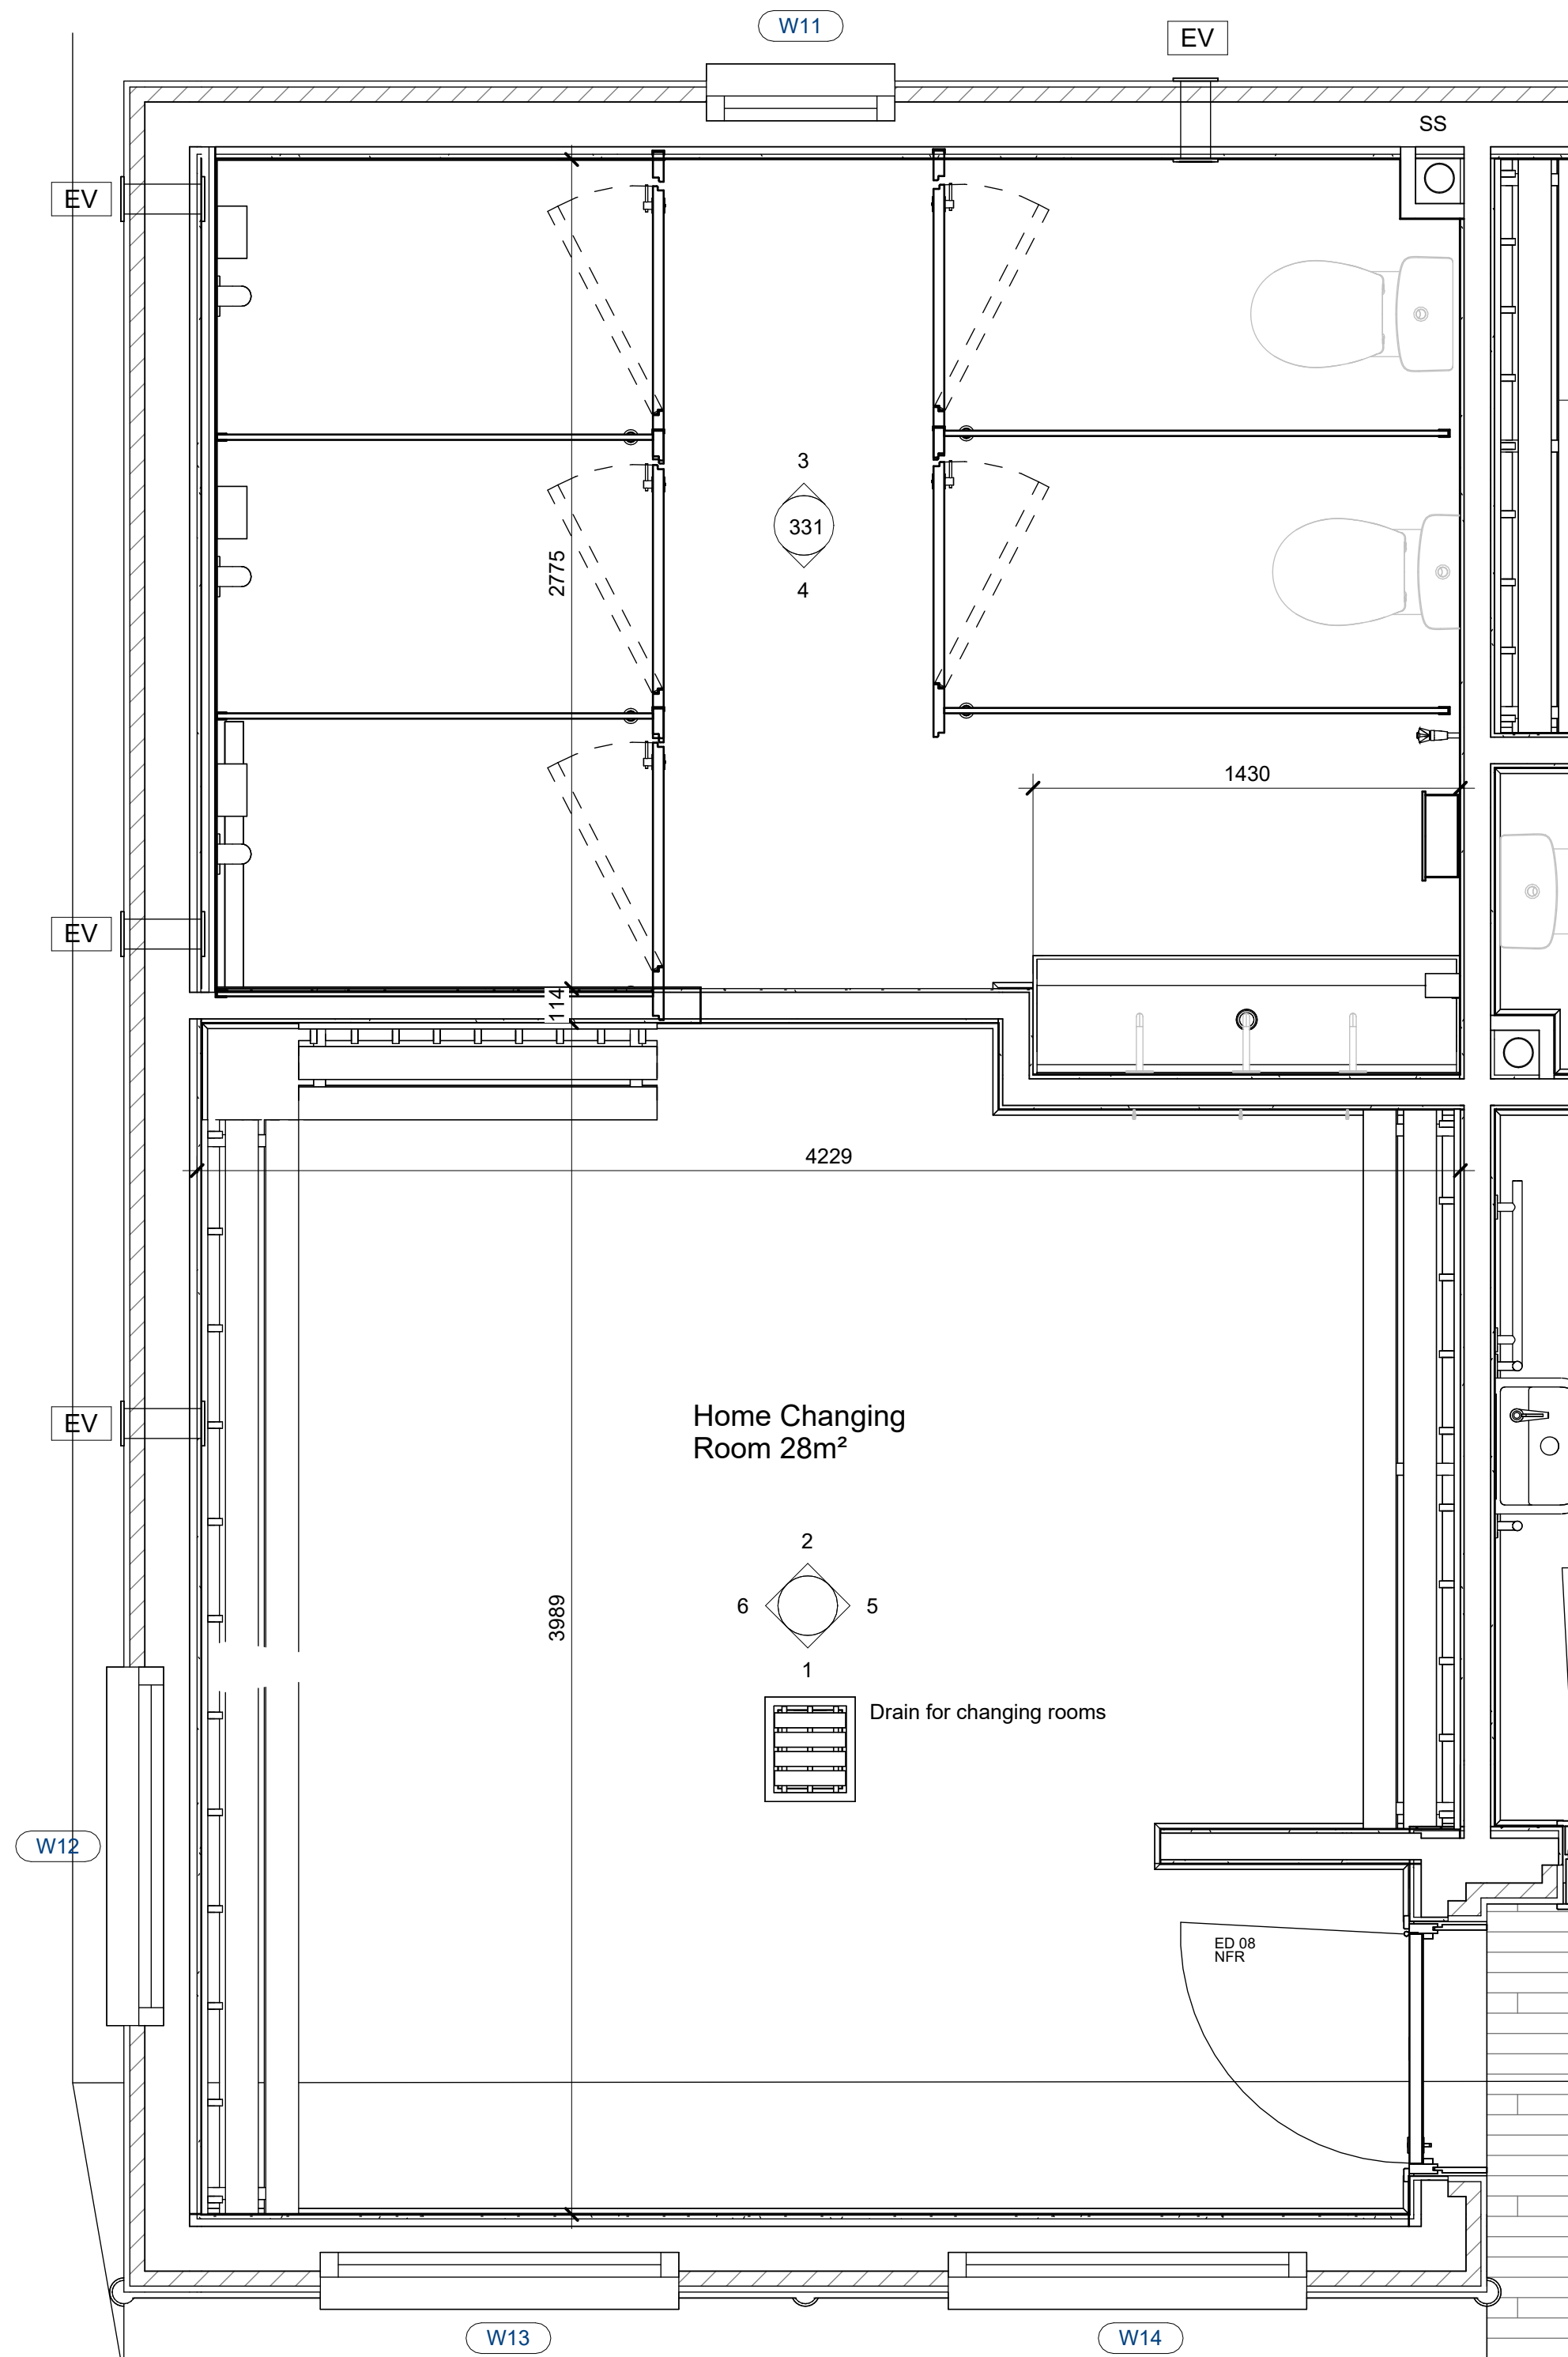 W11
EV
SS
EV
3
331
4
2775
1430
EV
114
4229
EV
Home Changing
Room 28m²
2
6
5
3989
1
Drain for changing rooms
W12
ED 08
NFR
W13
W14